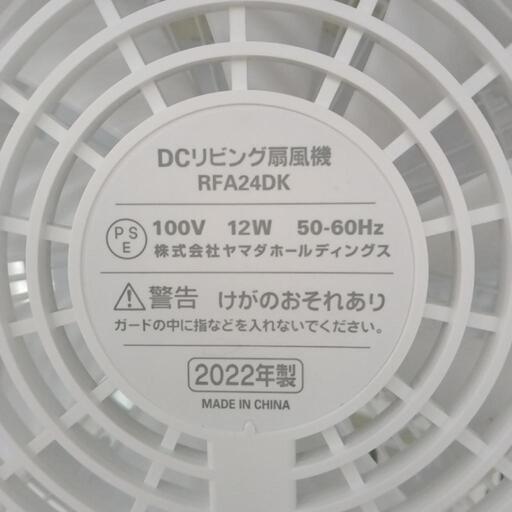 DCリビング扇風機
RFA24DK
PSE 100V 12W 50-60Hz
株式会社ヤマダホールディングス
警告 けがのおそれあり
ガードの中に指などを入れないでください。
2022年製
MADE IN CHINA